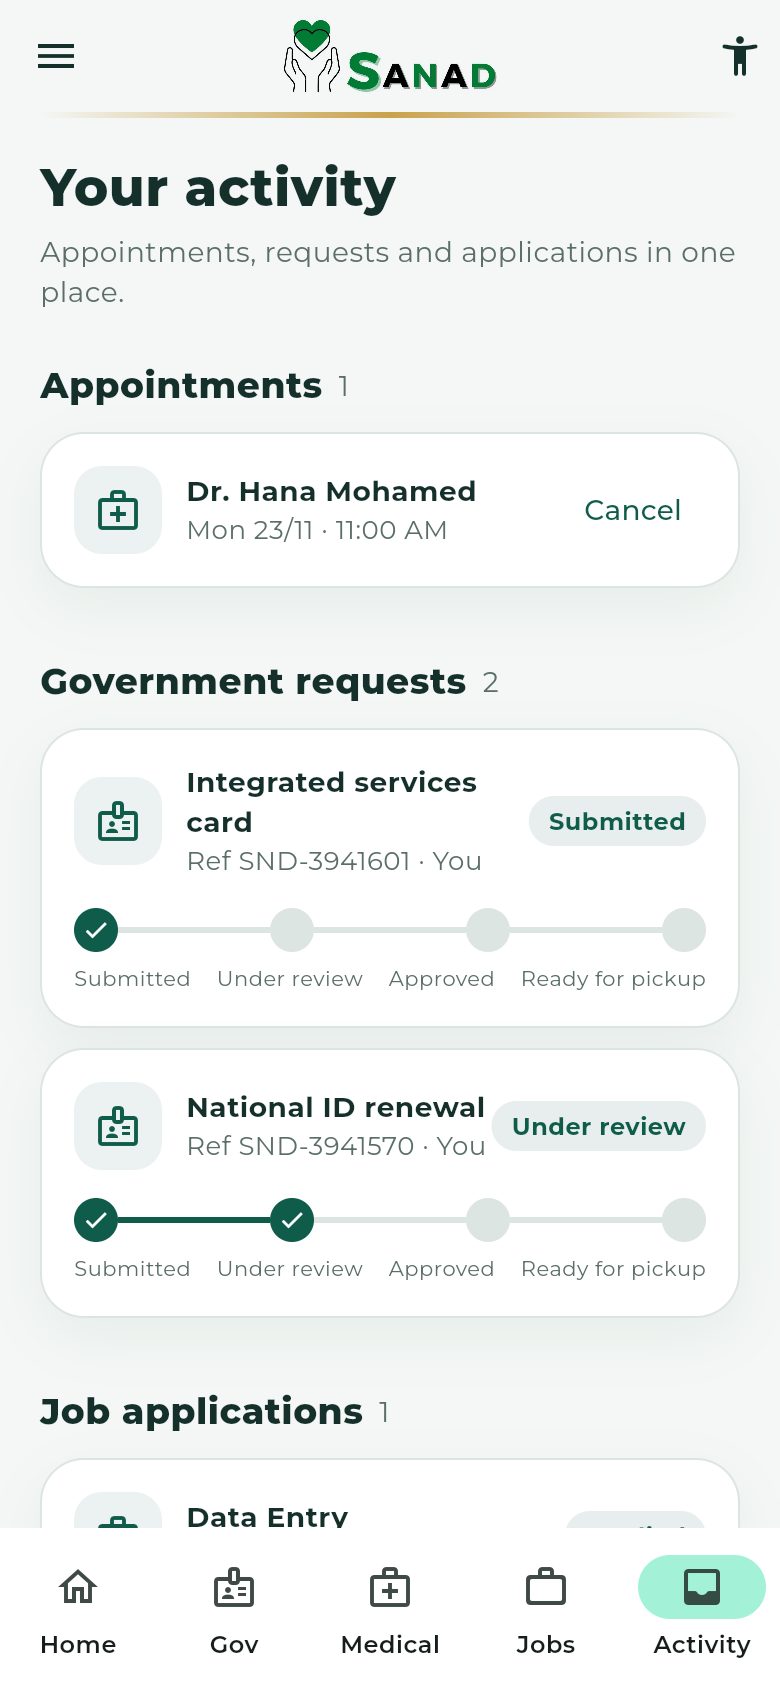 SANAD
Your activity
Appointments, requests and applications in one
place.
Appointments 1
Dr. Hana Mohamed
Mon 23/11 · 11:00 AM
Cancel
Government requests 2
Integrated services
card
Ref SND-3941601 · You
Submitted
Submitted Under review Approved Ready for pickup
National ID renewal
Ref SND-3941570 · You
Under review
Submitted Under review Approved Ready for pickup
Job applications 1
Data Entry
Home Gov Medical Jobs Activity